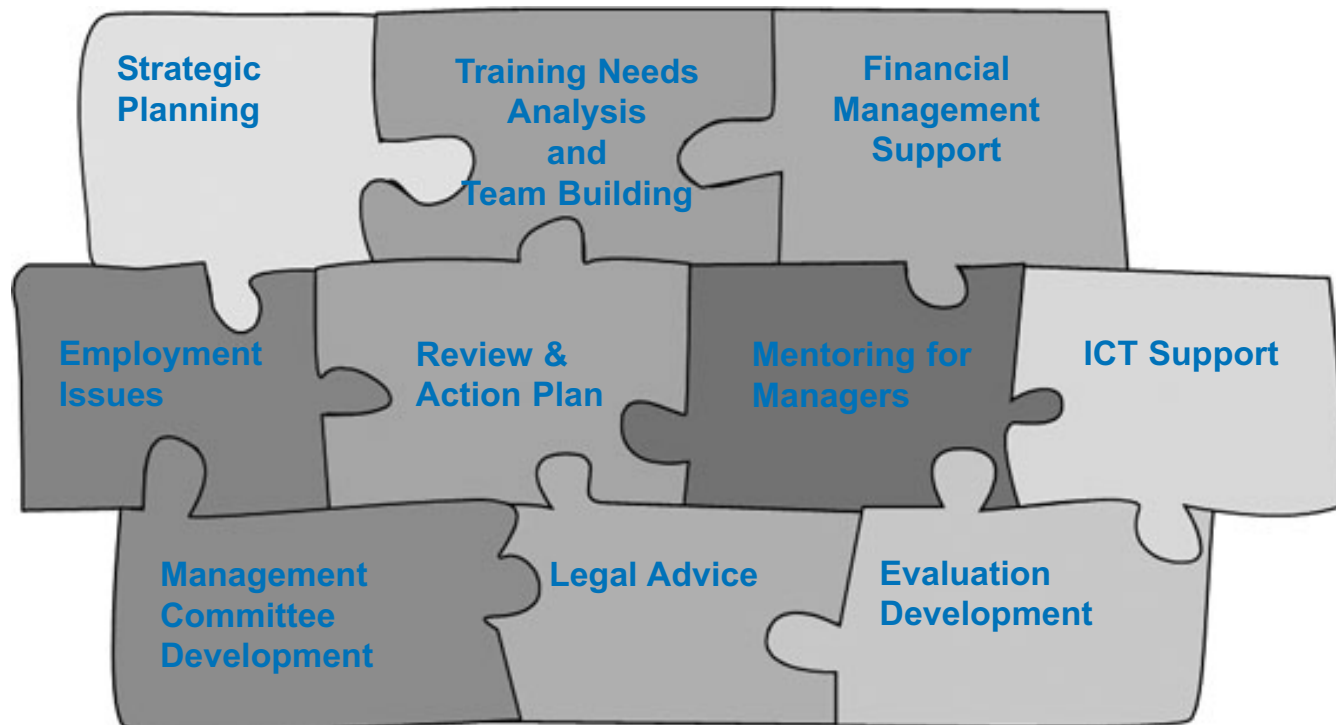 Strategic
Planning
Training Needs
Analysis
and
Team Building
Financial
Management
Support
Employment
Issues
Review &
Action Plan
Mentoring for
Managers
ICT Support
Management
Committee
Development
Legal Advice
Evaluation
Development